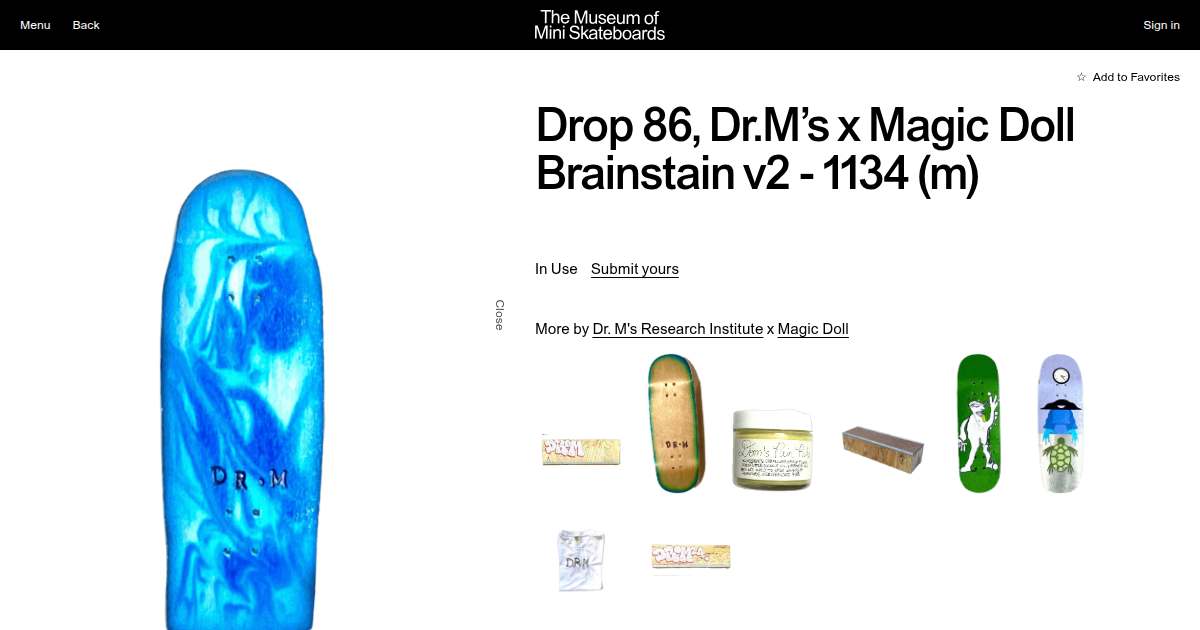 Menu
Back
The Museum of
Mini Skateboards
Sign in
☆ Add to Favorites
Drop 86, Dr.M’s x Magic Doll
Brainstain v2 - 1134 (m)
In Use
Submit yours
Close
More by Dr. M's Research Institute x Magic Doll
DR.M
DR.M
DR.M